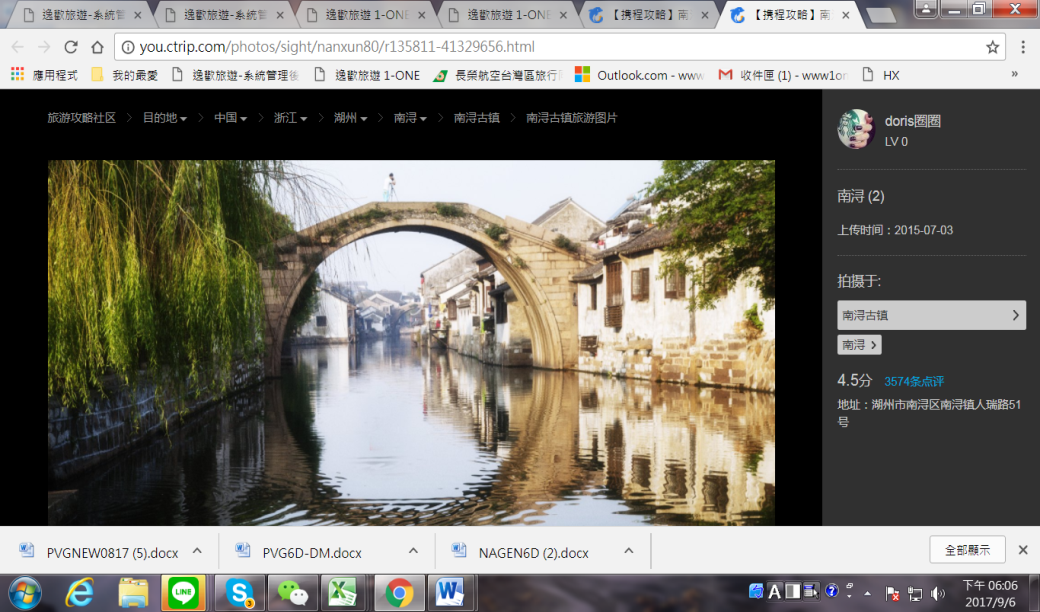 逸歡旅遊-系統管
逸歡旅遊-系統管
逸歡旅遊 1-ONE
逸歡旅遊 1-ONE
【携程攻略】南
【携程攻略】南
you.ctrip.com/photos/sight/nanxun80/r135811-41329656.html
應用程式 我的最愛 逸歡旅遊-系統管理後 逸歡旅遊 1-ONE 長榮航空台灣區旅行 Outlook.com - www 收件匣 (1) - www1on HX »
旅游攻略社区 目的地 中国 浙江 湖州 南浔 南浔古镇 南浔古镇旅游图片
doris圈圈
LV 0
南浔 (2)
上传时间：2015-07-03
拍摄于:
南浔古镇
南浔
4.5分 3574条点评
地址：湖州市南浔区南浔镇人瑞路51
号
PVGNEW0817 (5).docx PVG6D-DM.docx NAGEN6D (2).docx 全部顯示
LINE
3
A
下午 06:06
2017/9/6